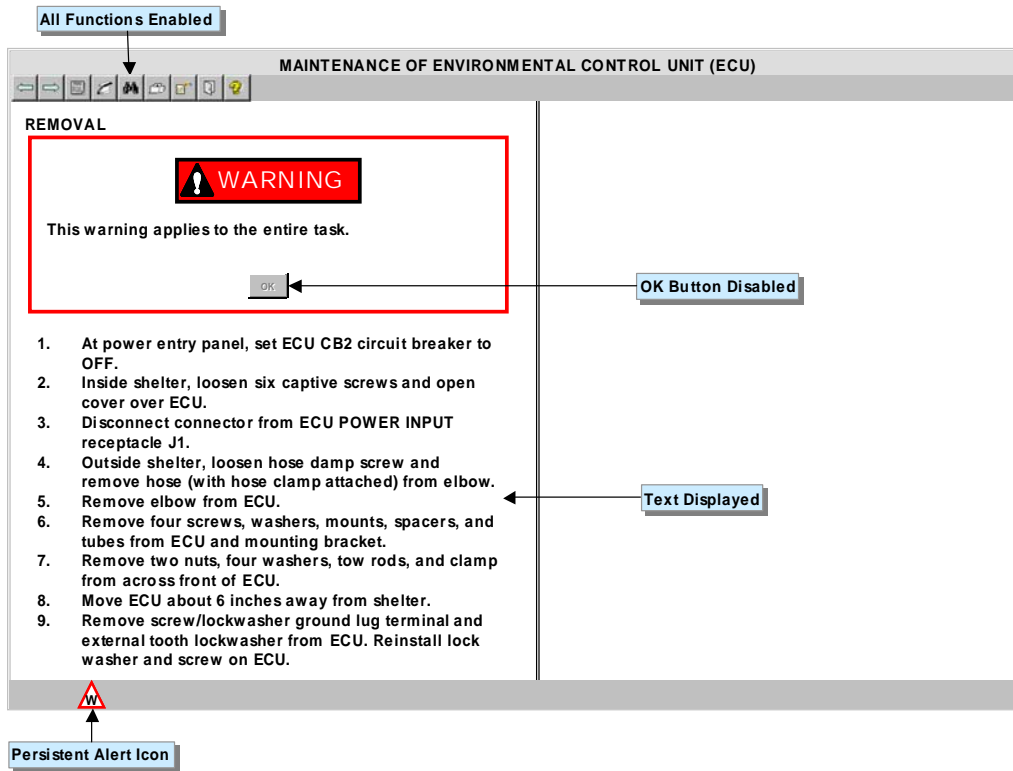 All Functions Enabled
MAINTENANCE OF ENVIRONMENTAL CONTROL UNIT (ECU)
REMOVAL
WARNING
This warning applies to the entire task.
OK
OK Button Disabled
1. At power entry panel, set ECU CB2 circuit breaker to
OFF.
2. Inside shelter, loosen six captive screws and open
cover over ECU.
3. Disconnect connector from ECU POWER INPUT
receptacle J1.
4. Outside shelter, loosen hose damp screw and
remove hose (with hose clamp attached) from elbow.
5. Remove elbow from ECU.
Text Displayed
6. Remove four screws, washers, mounts, spacers, and
tubes from ECU and mounting bracket.
7. Remove two nuts, four washers, tow rods, and clamp
from across front of ECU.
8. Move ECU about 6 inches away from shelter.
9. Remove screw/lockwasher ground lug terminal and
external tooth lockwasher from ECU. Reinstall lock
washer and screw on ECU.
W
Persistent Alert Icon